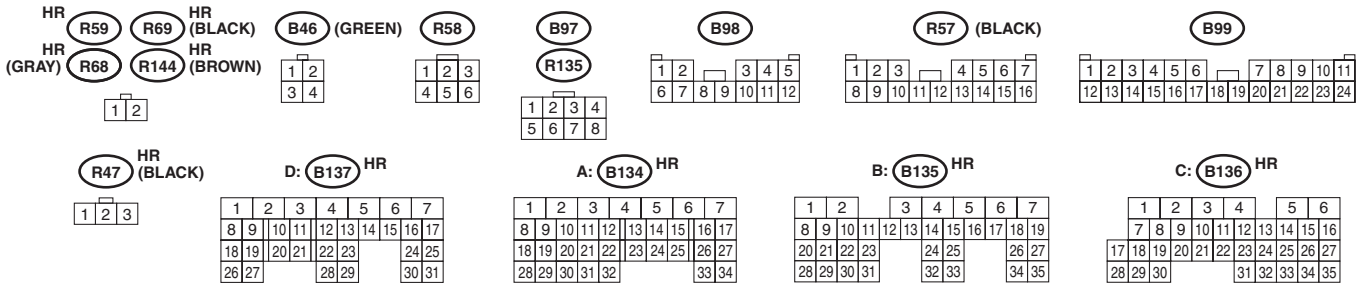 HR R59 R69 HR (BLACK)
HR (GRAY) R68 R144 HR (BROWN)
1 2
B46 (GREEN)
1 2
3 4
R58
1 2 3
4 5 6
B97
R135
1 2 3 4
5 6 7 8
B98
1 2 3 4 5
6 7 8 9 10 11 12
R57 (BLACK)
1 2 3 4 5 6 7
8 9 10 11 12 13 14 15 16
B99
1 2 3 4 5 6 7 8 9 10 11
12 13 14 15 16 17 18 19 20 21 22 23 24
R47 HR (BLACK)
1 2 3
D: B137 HR
1 2 3 4 5 6 7
8 9 10 11 12 13 14 15 16 17
18 19 20 21 22 23 24 25
26 27 28 29 30 31
A: B134 HR
1 2 3 4 5 6 7
8 9 10 11 12 13 14 15 16 17
18 19 20 21 22 23 24 25 26 27
28 29 30 31 32 33 34
B: B135 HR
1 2 3 4 5 6 7
8 9 10 11 12 13 14 15 16 17 18 19
20 21 22 23 24 25 26 27
28 29 30 31 32 33 34 35
C: B136 HR
1 2 3 4 5 6
7 8 9 10 11 12 13 14 15 16
17 18 19 20 21 22 23 24 25 26 27
28 29 30 31 32 33 34 35